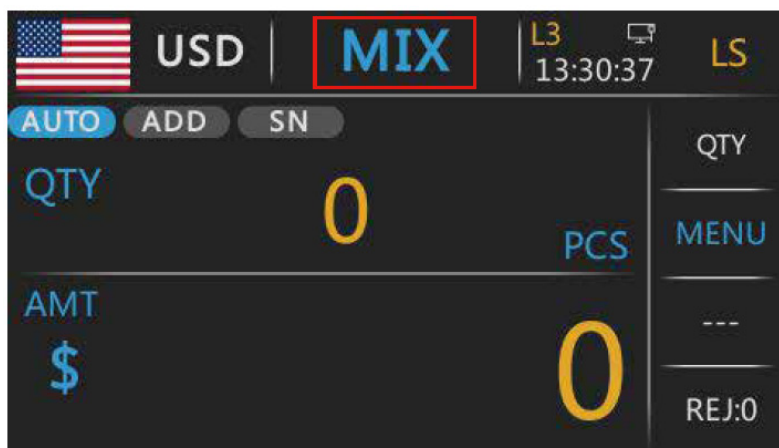 USD MIX L3 13:30:37 LS
AUTO ADD SN
QTY
0
PCS
AMT
$
0
QTY
MENU
---
REJ:0